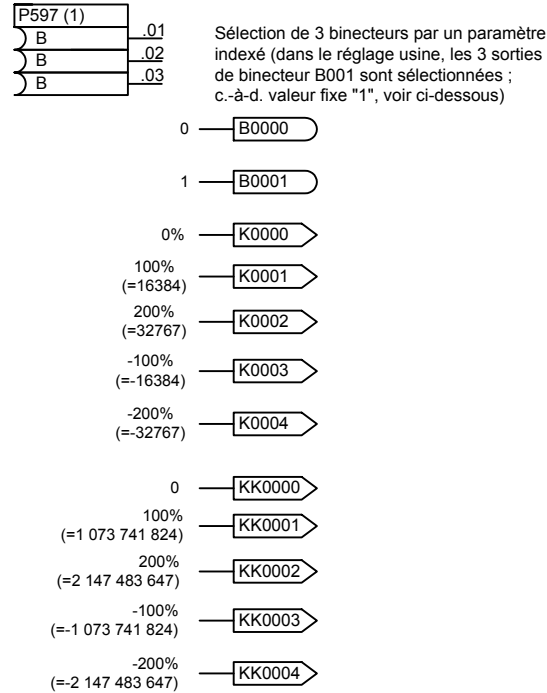 P597 (1)
B .01
B .02
B .03
Sélection de 3 binecteurs par un paramètre
indexé (dans le réglage usine, les 3 sorties
de binecteur B001 sont sélectionnées ;
c.-à-d. valeur fixe "1", voir ci-dessous)
0 B0000
1 B0001
0% K0000
100%
(=16384) K0001
200%
(=32767) K0002
-100%
(=-16384) K0003
-200%
(=-32767) K0004
0 KK0000
100%
(=1 073 741 824) KK0001
200%
(=2 147 483 647) KK0002
-100%
(=-1 073 741 824) KK0003
-200%
(=-2 147 483 647) KK0004